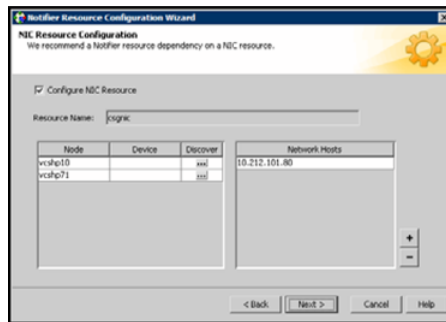 Notifier Resource Configuration Wizard
NIC Resource Configuration
We recommend a Notifier resource dependency on a NIC resource.
Configure NIC Resource
Resource Name: csgnic
Node Device Discover Network Hosts
vcshp10 ... 10.212.101.80
vcshp71 ...
+
-
< Back Next > Cancel Help